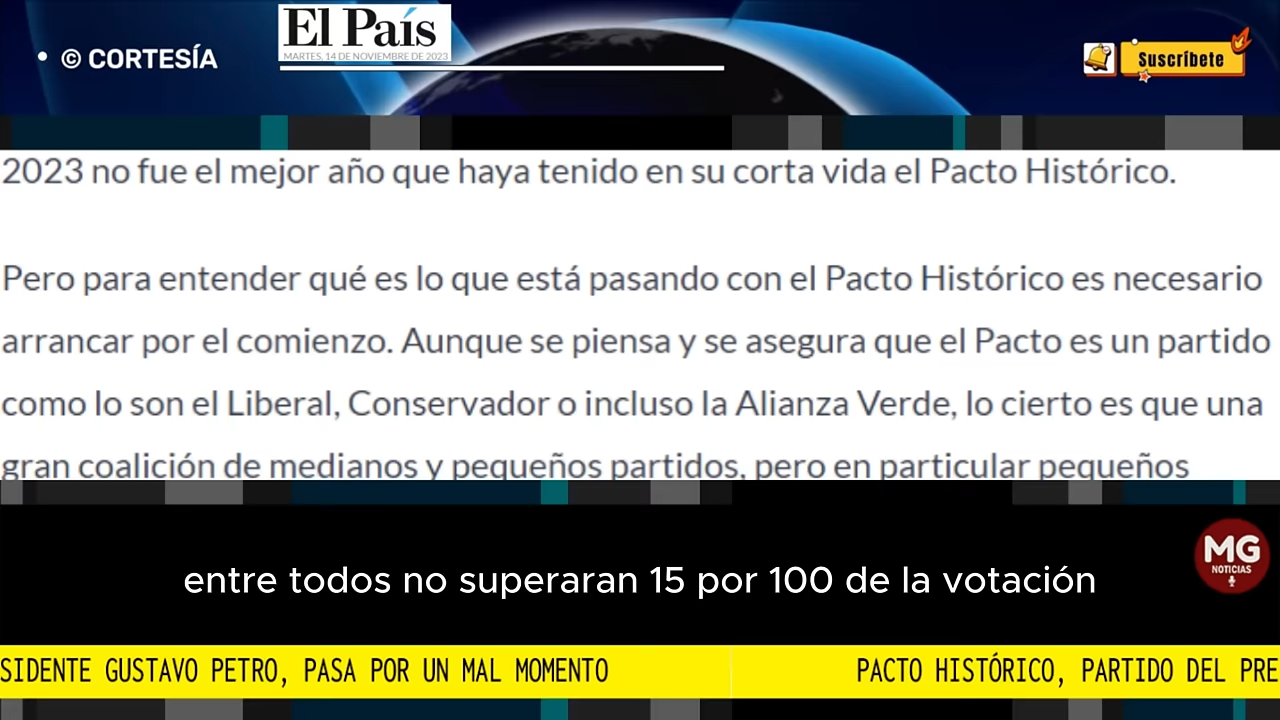 • © CORTESÍA
El País
MARTES, 14 DE NOVIEMBRE DE 2023
Suscríbete
2023 no fue el mejor año que haya tenido en su corta vida el Pacto Histórico.
Pero para entender qué es lo que está pasando con el Pacto Histórico es necesario
arrancar por el comienzo. Aunque se piensa y se asegura que el Pacto es un partido
como lo son el Liberal, Conservador o incluso la Alianza Verde, lo cierto es que una
gran coalición de medianos y pequeños partidos, pero en particular pequeños
MG
NOTICIAS
entre todos no superaran 15 por 100 de la votación
SIDENTE GUSTAVO PETRO, PASA POR UN MAL MOMENTO PACTO HISTÓRICO, PARTIDO DEL PRE